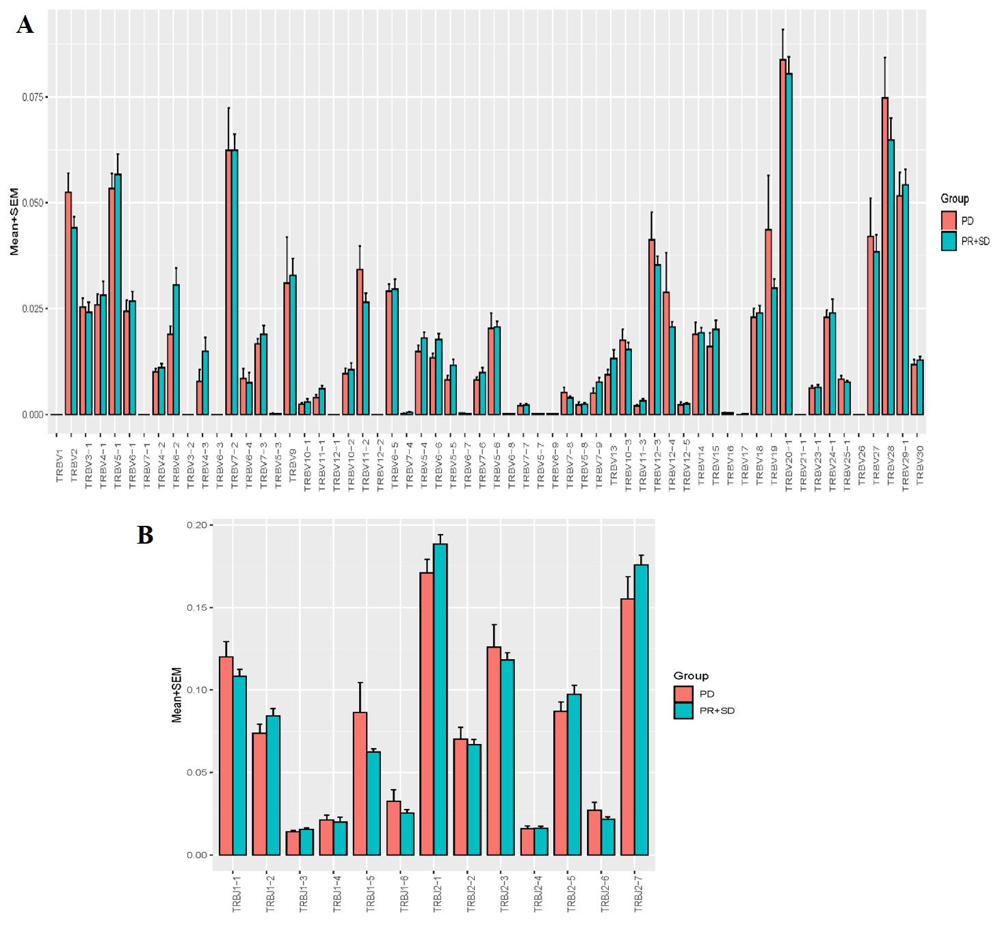 A
0.075
0.050
0.025
0.000
Mean+SEM
Group
PD
PR+SD
TRBV1
TRBV2
TRBV3-1
TRBV4-1
TRBV5-1
TRBV6-1
TRBV7-1
TRBV4-2
TRBV6-2
TRBV3-2
TRBV4-3
TRBV6-3
TRBV7-2
TRBV6-4
TRBV7-3
TRBV5-3
TRBV9
TRBV10-1
TRBV11-1
TRBV12-1
TRBV10-2
TRBV11-2
TRBV12-2
TRBV6-5
TRBV7-4
TRBV5-4
TRBV6-6
TRBV5-5
TRBV6-7
TRBV7-6
TRBV5-6
TRBV6-8
TRBV7-7
TRBV5-7
TRBV6-9
TRBV7-8
TRBV5-8
TRBV7-9
TRBV13
TRBV10-3
TRBV11-3
TRBV12-3
TRBV12-4
TRBV12-5
TRBV14
TRBV15
TRBV16
TRBV17
TRBV18
TRBV19
TRBV20-1
TRBV21-1
TRBV23-1
TRBV24-1
TRBV25-1
TRBV26
TRBV27
TRBV28
TRBV29-1
TRBV30
B
0.20
0.15
0.10
0.05
0.00
Mean+SEM
Group
PD
PR+SD
TRBJ1-1
TRBJ1-2
TRBJ1-3
TRBJ1-4
TRBJ1-5
TRBJ1-6
TRBJ2-1
TRBJ2-2
TRBJ2-3
TRBJ2-4
TRBJ2-5
TRBJ2-6
TRBJ2-7